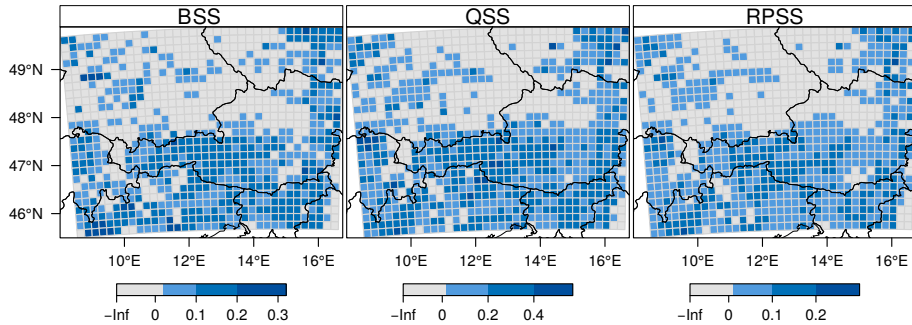 BSS QSS RPSS
49°N
48°N
47°N
46°N
10°E 12°E 14°E 16°E 10°E 12°E 14°E 16°E 10°E 12°E 14°E 16°E
−Inf 0 0.1 0.2 0.3 −Inf 0 0.2 0.4 −Inf 0 0.1 0.2